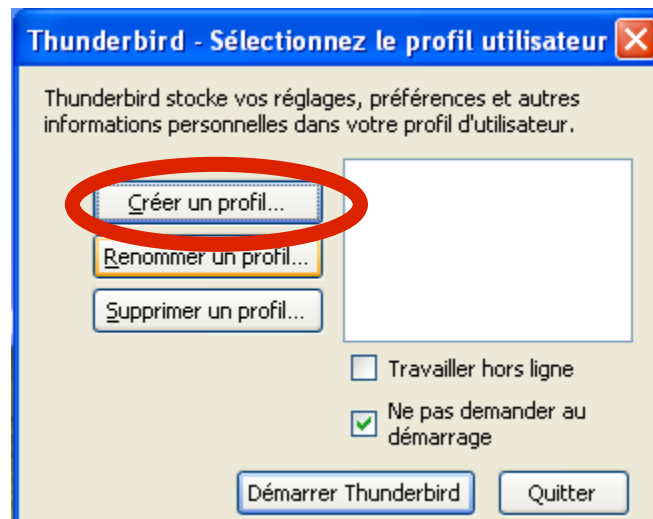 Thunderbird - Sélectionnez le profil utilisateur
Thunderbird stocke vos réglages, préférences et autres
informations personnelles dans votre profil d'utilisateur.
Créer un profil...
Renommer un profil...
Supprimer un profil...
Travailler hors ligne
Ne pas demander au
démarrage
Démarrer Thunderbird
Quitter